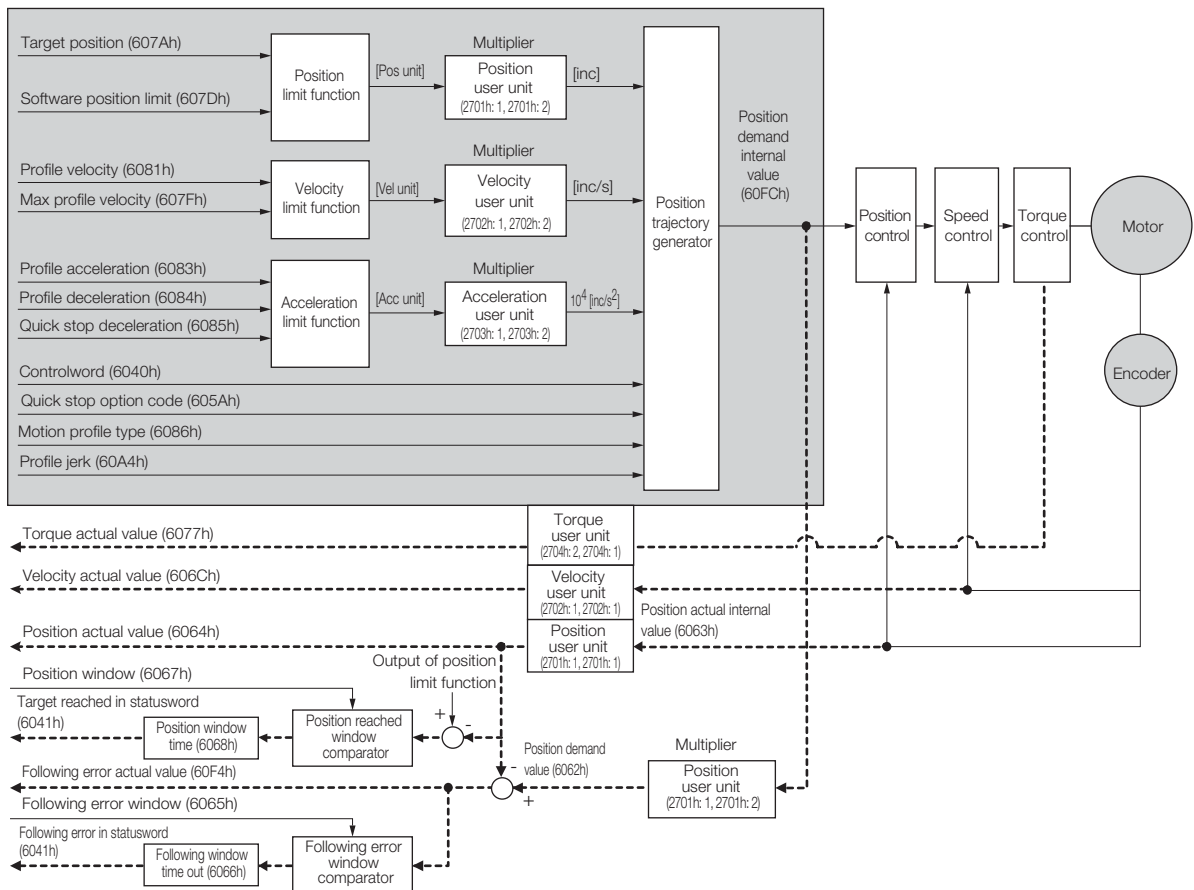 Target position (607Ah)
Software position limit (607Dh)
Position
limit function
[Pos unit]
Multiplier
Position
user unit
(2701h: 1, 2701h: 2)
[inc]
Profile velocity (6081h)
Max profile velocity (607Fh)
Velocity
limit function
[Vel unit]
Multiplier
Velocity
user unit
(2702h: 1, 2702h: 2)
[inc/s]
Profile acceleration (6083h)
Profile deceleration (6084h)
Quick stop deceleration (6085h)
Acceleration
limit function
[Acc unit]
Multiplier
Acceleration
user unit
(2703h: 1, 2703h: 2)
10⁴ [inc/s²]
Controlword (6040h)
Quick stop option code (605Ah)
Motion profile type (6086h)
Profile jerk (60A4h)
Position
trajectory
generator
Position
demand
internal
value
(60FCh)
Position
control
Speed
control
Torque
control
Motor
Encoder
Torque actual value (6077h)
Torque
user unit
(2704h: 2, 2704h: 1)
Velocity actual value (606Ch)
Velocity
user unit
(2702h: 1, 2702h: 1)
Position actual value (6064h)
Position
user unit
(2701h: 1, 2701h: 1)
Position actual internal
value (6063h)
Position window (6067h)
Output of position
limit function
Target reached in statusword
(6041h)
Position window
time (6068h)
Position reached
window
comparator
+
-
Following error actual value (60F4h)
-
+
Position demand
value (6062h)
Multiplier
Position
user unit
(2701h: 1, 2701h: 2)
Following error window (6065h)
Following error in statusword
(6041h)
Following window
time out (6066h)
Following error
window
comparator